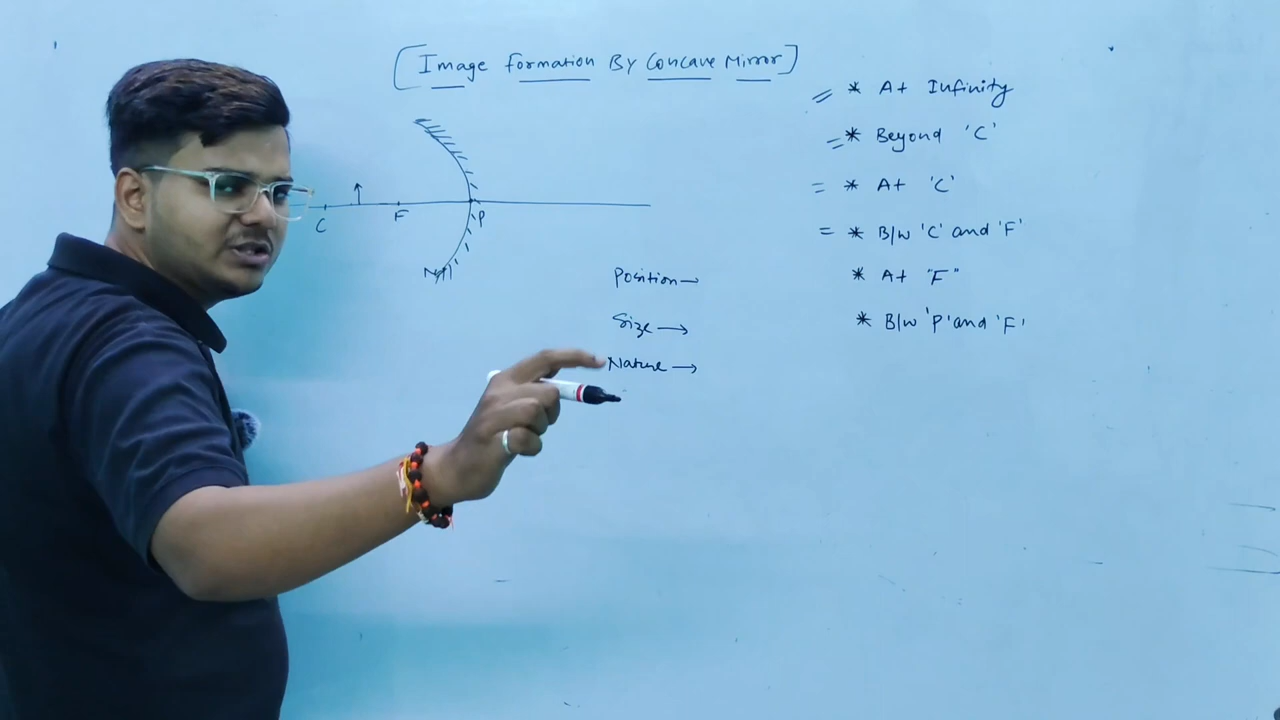 [Image formation By Concave Mirror]
= * At Infinity
= * Beyond 'C'
= * At 'C'
= * B/w 'C' and 'F'
* At "F"
* B/w 'P' and 'F'
C F P
M'
Position →
Size →
Nature →